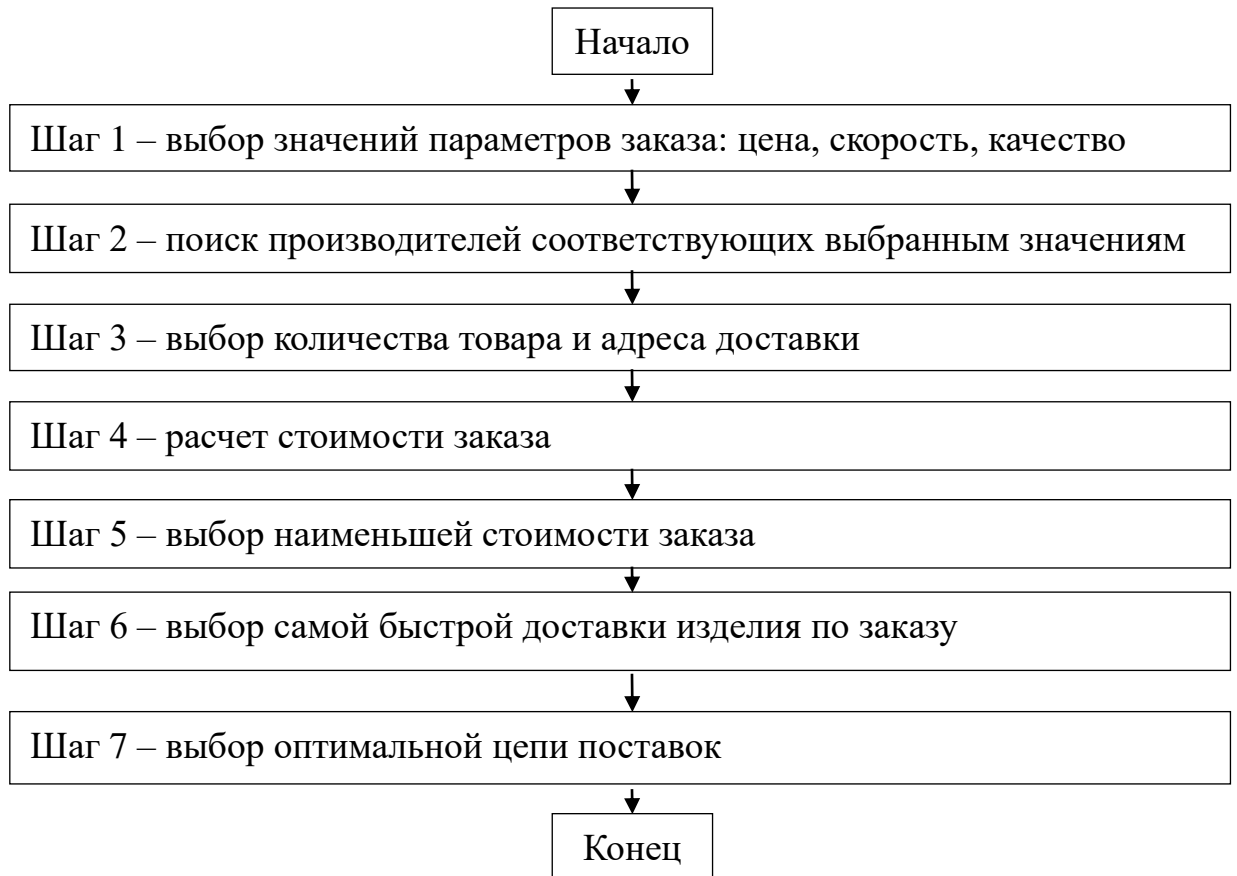 Начало
Шаг 1 – выбор значений параметров заказа: цена, скорость, качество
Шаг 2 – поиск производителей соответствующих выбранным значениям
Шаг 3 – выбор количества товара и адреса доставки
Шаг 4 – расчет стоимости заказа
Шаг 5 – выбор наименьшей стоимости заказа
Шаг 6 – выбор самой быстрой доставки изделия по заказу
Шаг 7 – выбор оптимальной цепи поставок
Конец